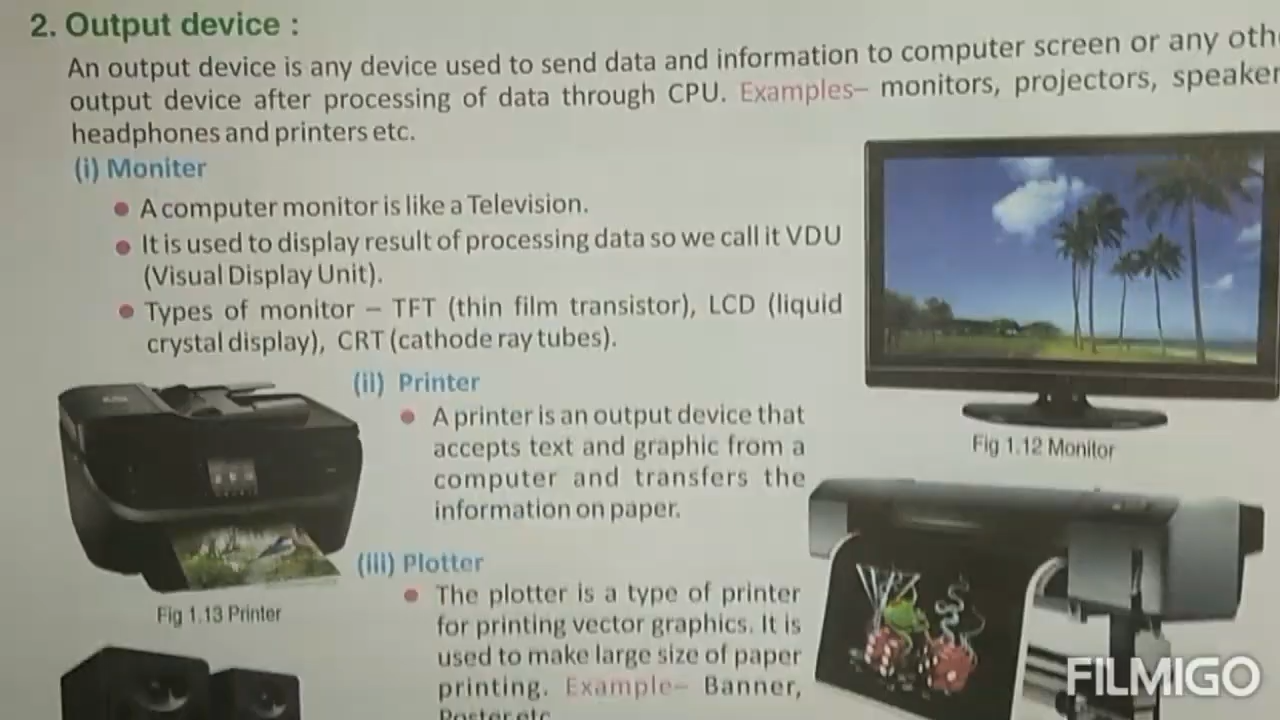 2. Output device :
An output device is any device used to send data and information to computer screen or any oth
output device after processing of data through CPU. Examples– monitors, projectors, speaker
headphones and printers etc.
(i) Moniter
● A computer monitor is like a Television.
● It is used to display result of processing data so we call it VDU
(Visual Display Unit).
● Types of monitor – TFT (thin film transistor), LCD (liquid
crystal display), CRT (cathode ray tubes).
Fig 1.12 Monitor
(ii) Printer
● A printer is an output device that
accepts text and graphic from a
computer and transfers the
information on paper.
Fig 1.13 Printer
(iii) Plotter
● The plotter is a type of printer
for printing vector graphics. It is
used to make large size of paper
printing. Example– Banner,
Poster etc
FILMIGO